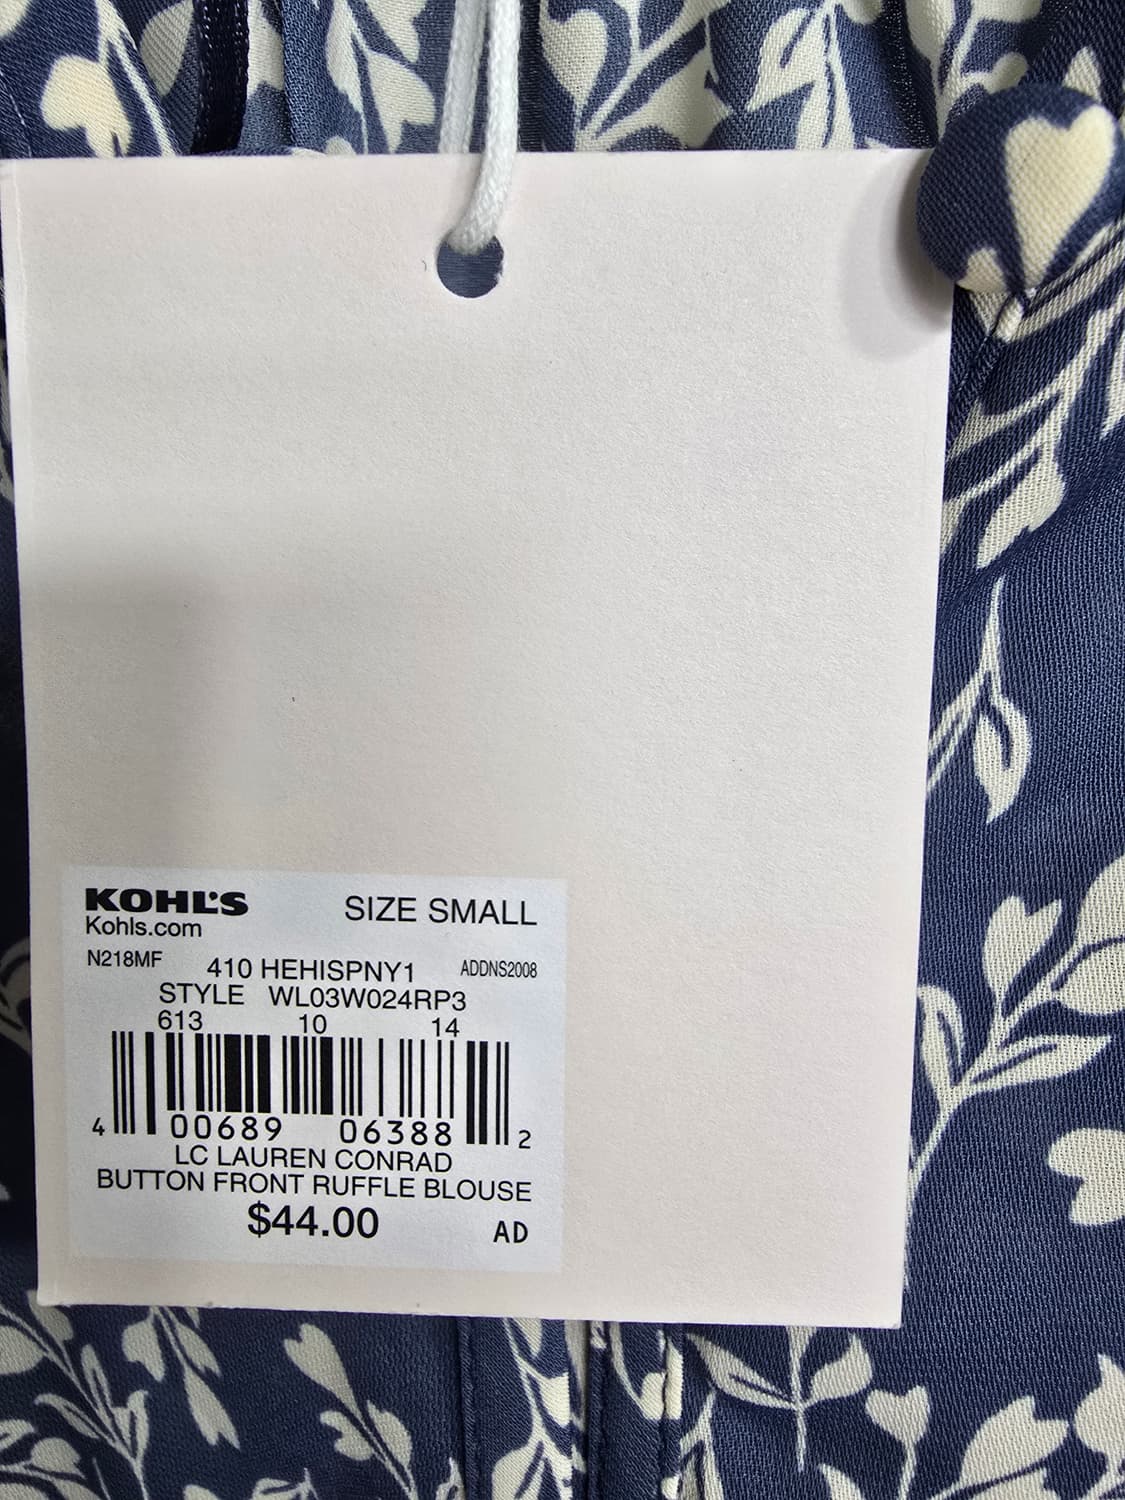 KOHL'S SIZE SMALL
Kohls.com
N218MF 410 HEHISPNY1 ADDNS2008
STYLE WL03W024RP3
613 10 14
4 00689 06388 2
LC LAUREN CONRAD
BUTTON FRONT RUFFLE BLOUSE
$44.00 AD